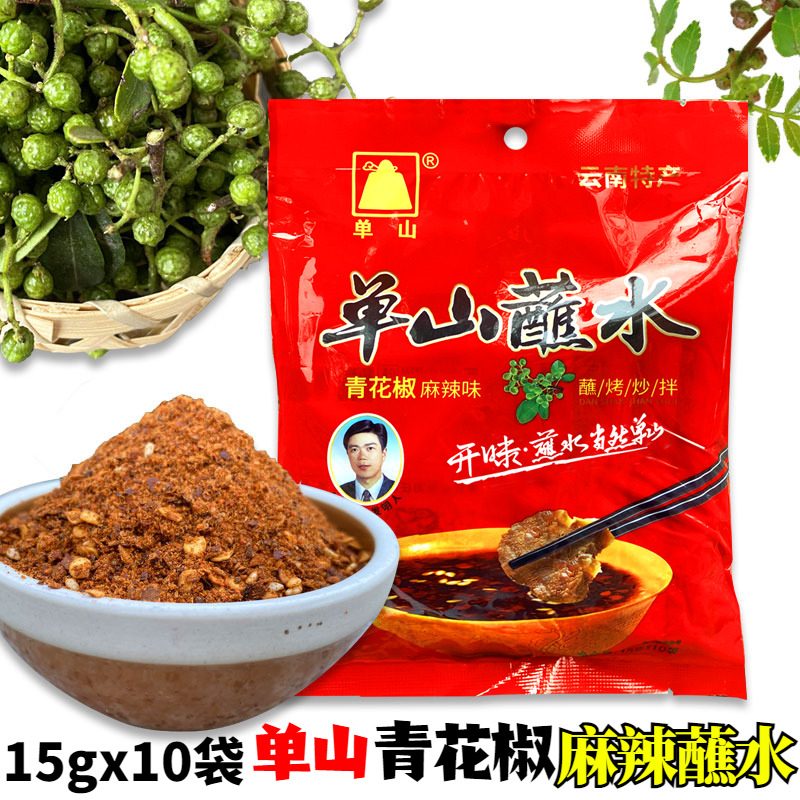 ®
云南特产
单山
单山蘸水
青花椒 麻辣味
蘸/烤/炒/拌
开味·蘸水当然单山
15gx10袋 单山 青花椒 麻辣蘸水